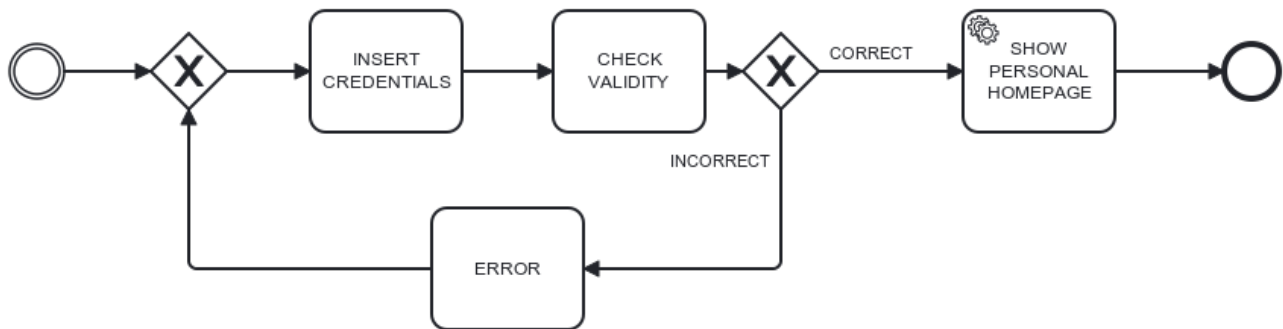 INSERT
CREDENTIALS
CHECK
VALIDITY
CORRECT
SHOW
PERSONAL
HOMEPAGE
INCORRECT
ERROR